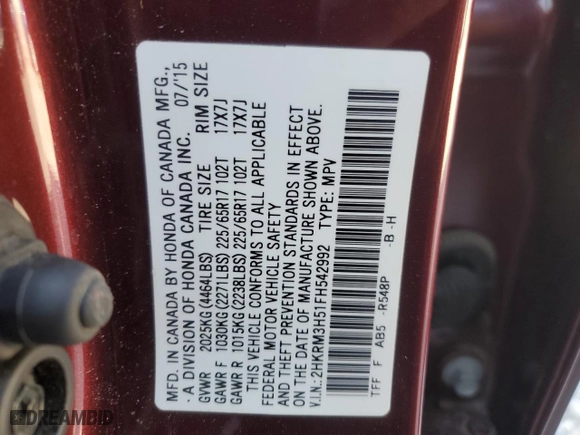 MFD. IN CANADA BY HONDA OF CANADA MFG.,
A DIVISION OF HONDA CANADA INC. 07/'15
GVWR 2025KG(4464LBS) TIRE SIZE RIM SIZE
GAWR F 1030KG(2271LBS) 225/65R17 102T 17X7J
GAWR R 1015KG(2238LBS) 225/65R17 102T 17X7J
THIS VEHICLE CONFORMS TO ALL APPLICABLE
FEDERAL MOTOR VEHICLE SAFETY
AND THEFT PREVENTION STANDARDS IN EFFECT
ON THE DATE OF MANUFACTURE SHOWN ABOVE.
V.I.N.: 2HKRM3H51FH542992 TYPE: MPV
TFF F AB5 -R548P -B -H
DREAMBID